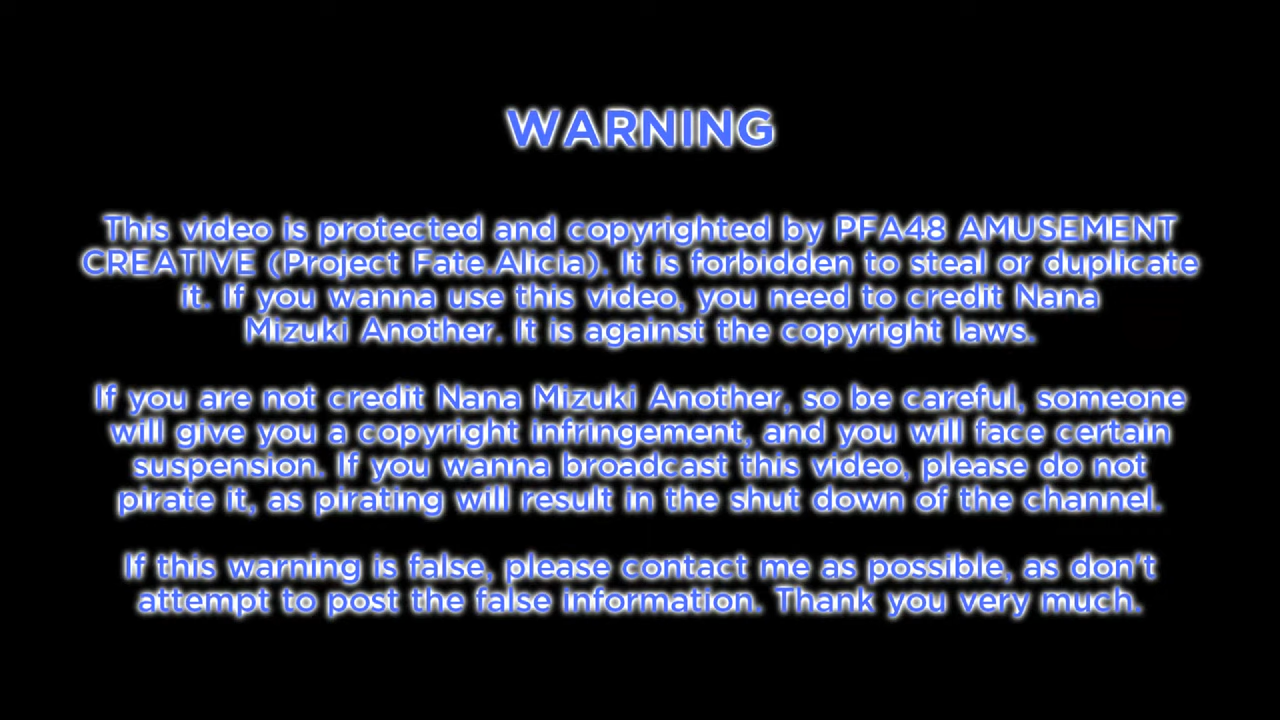 WARNING
This video is protected and copyrighted by PFA48 AMUSEMENT
CREATIVE (Project Fate.Alicia). It is forbidden to steal or duplicate
it. If you wanna use this video, you need to credit Nana
Mizuki Another. It is against the copyright laws.
If you are not credit Nana Mizuki Another, so be careful, someone
will give you a copyright infringement, and you will face certain
suspension. If you wanna broadcast this video, please do not
pirate it, as pirating will result in the shut down of the channel.
If this warning is false, please contact me as possible, as don't
attempt to post the false information. Thank you very much.